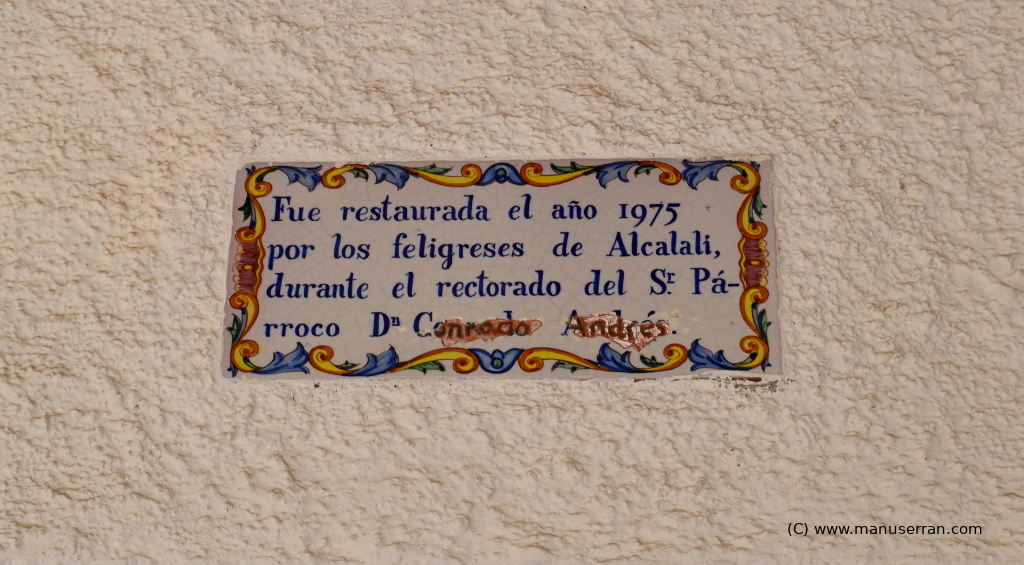 Fue restaurada el año 1975
por los feligreses de Alcalali,
durante el rectorado del Sr. Pá-
rroco Dn Conrado Andrés.
(C) www.manuserran.com